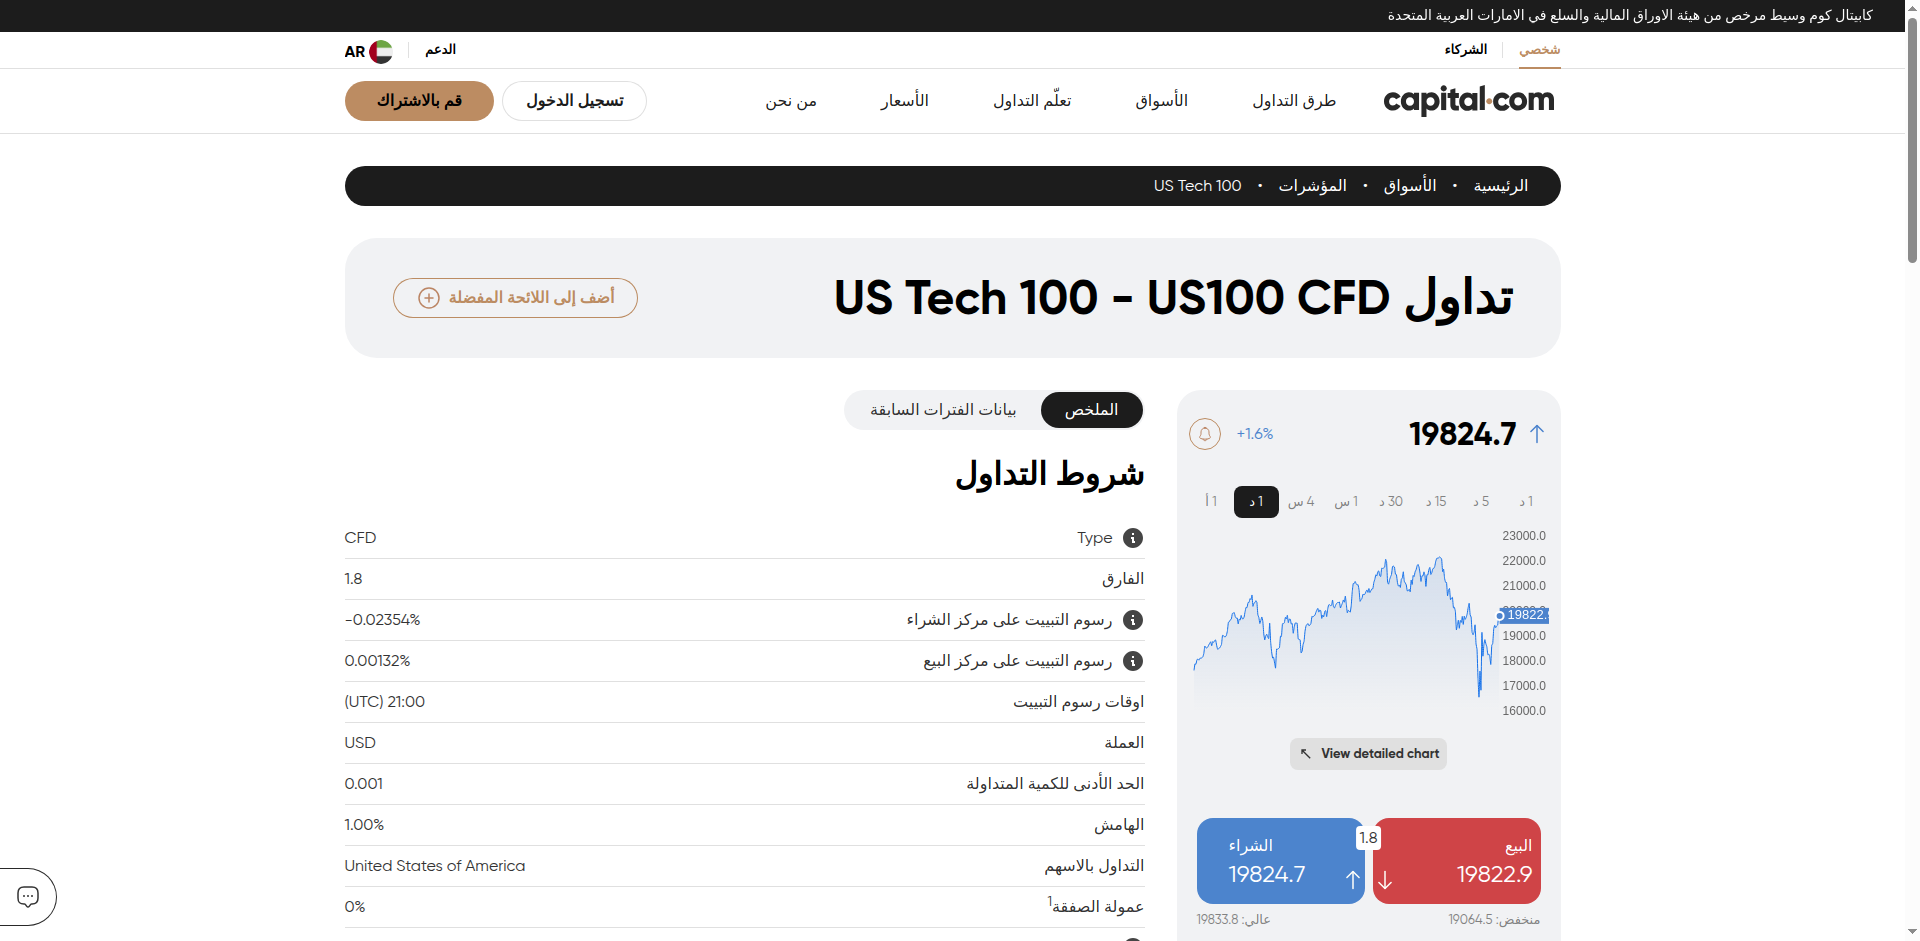 كابيتال كوم وسيط مرخص من هيئة الاوراق المالية والسلع في الامارات العربية المتحدة
شخصي الشركاء الدعم AR
capital.com طرق التداول الأسواق تعلّم التداول الأسعار من نحن تسجيل الدخول قم بالاشتراك
الرئيسية • الأسواق • المؤشرات • US Tech 100
تداول US Tech 100 - US100 CFD
أضف إلى اللائحة المفضلة
19824.7
+1.6%
1 د 5 د 15 د 30 د 1 س 4 س 1 د 1 أ
23000.0
22000.0
21000.0
19822.9
19000.0
18000.0
17000.0
16000.0
View detailed chart
البيع
19822.9
1.8
الشراء
19824.7
منخفض: 19064.5
عالي: 19833.8
الملخص بيانات الفترات السابقة
شروط التداول
Type CFD
الفارق 1.8
رسوم التبييت على مركز الشراء -0.02354%
رسوم التبييت على مركز البيع 0.00132%
اوقات رسوم التبييت 21:00 (UTC)
العملة USD
الحد الأدنى للكمية المتداولة 0.001
الهامش 1.00%
التداول بالاسهم United States of America
عمولة الصفقة1 0%